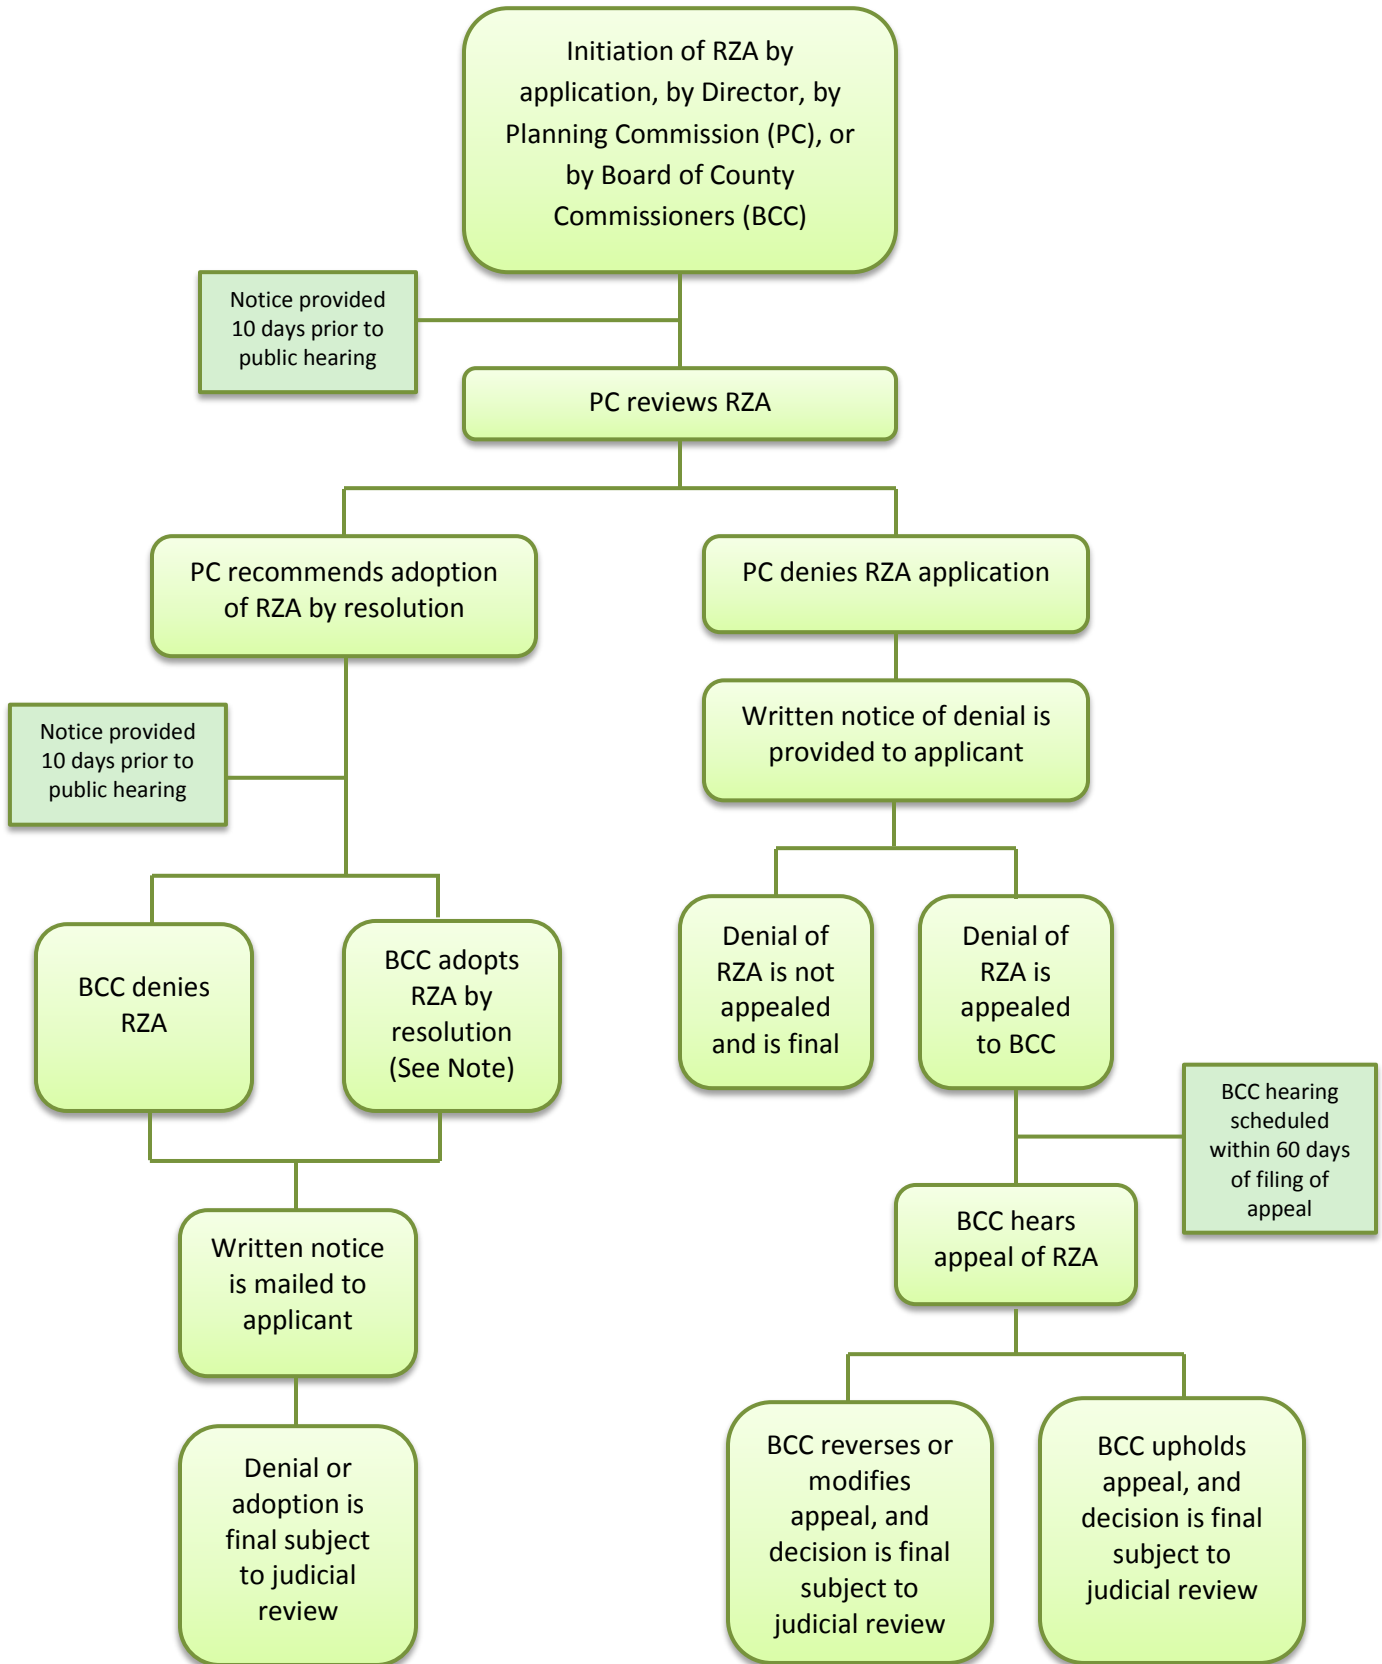 Initiation of RZA by
application, by Director, by
Planning Commission (PC), or
by Board of County
Commissioners (BCC)
Notice provided
10 days prior to
public hearing
PC reviews RZA
PC recommends adoption
of RZA by resolution
PC denies RZA application
Written notice of denial is
provided to applicant
Notice provided
10 days prior to
public hearing
BCC denies
RZA
BCC adopts
RZA by
resolution
(See Note)
Denial of
RZA is not
appealed
and is final
Denial of
RZA is
appealed
to BCC
BCC hearing
scheduled
within 60 days
of filing of
appeal
Written notice
is mailed to
applicant
BCC hears
appeal of RZA
Denial or
adoption is
final subject
to judicial
review
BCC reverses or
modifies
appeal, and
decision is final
subject to
judicial review
BCC upholds
appeal, and
decision is final
subject to
judicial review